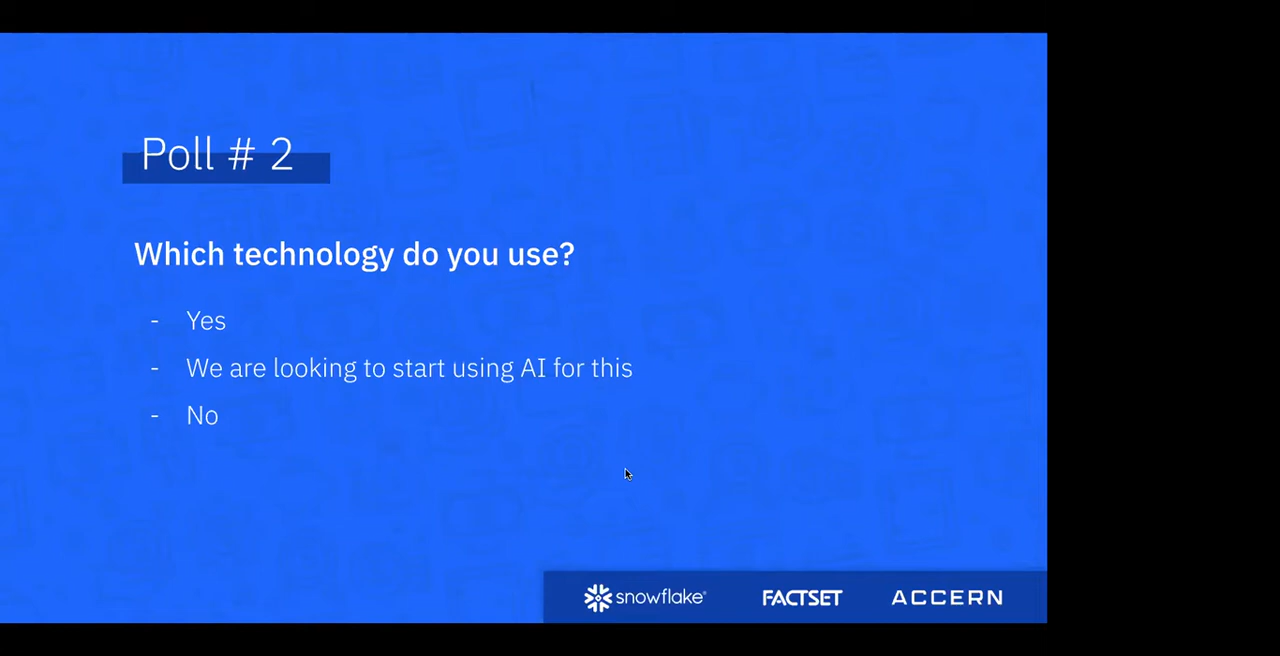 Poll # 2
Which technology do you use?
- Yes
- We are looking to start using AI for this
- No
snowflake® FACTSET ACCERN